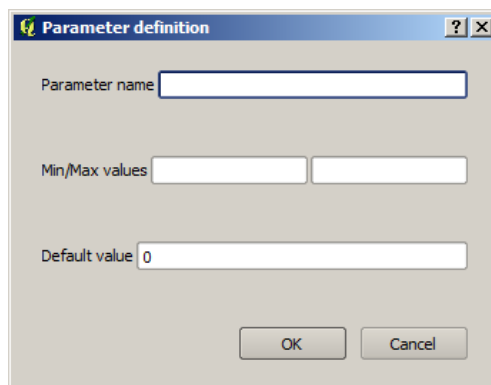 Parameter definition
Parameter name
Min/Max values
Default value 0
OK Cancel